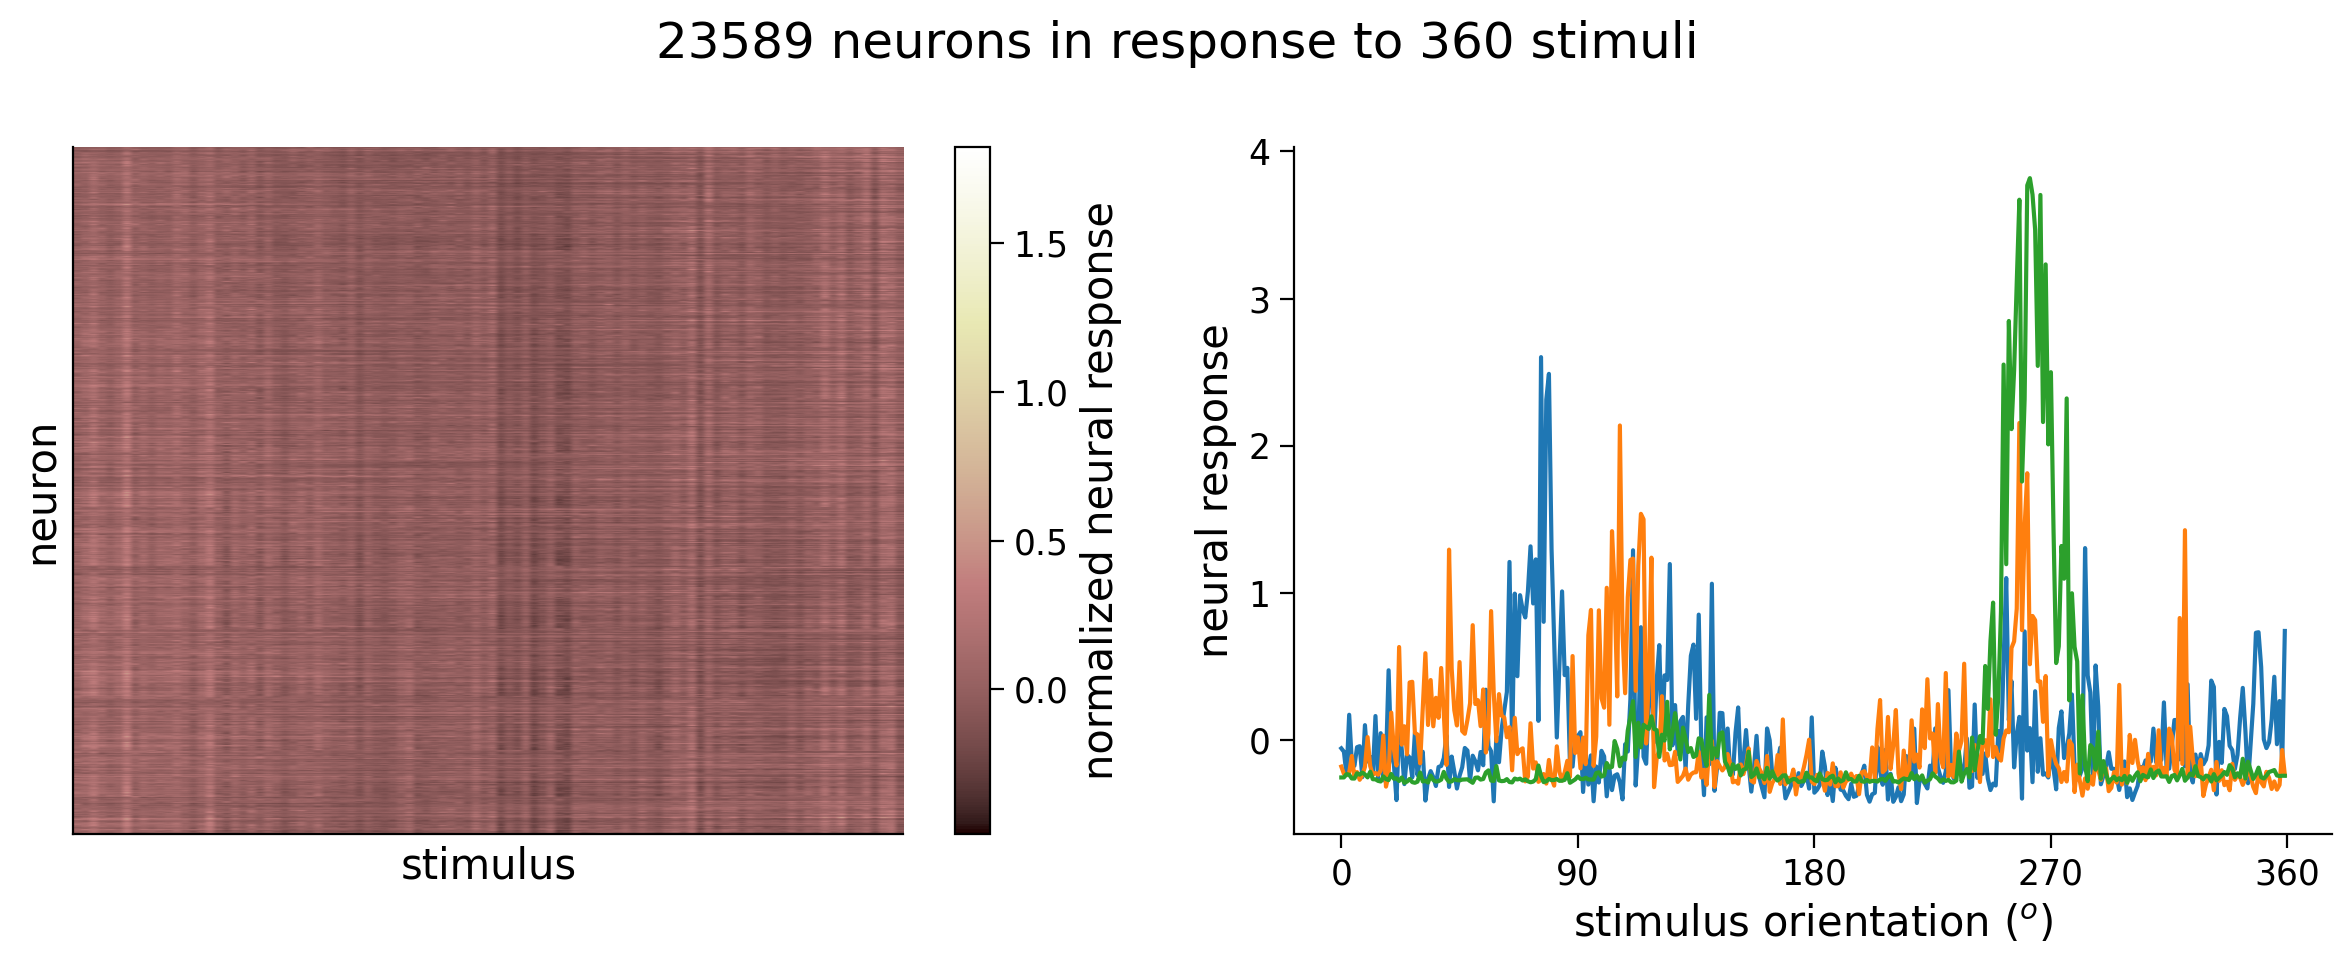 23589 neurons in response to 360 stimuli
neuron
stimulus
1.5
1.0
0.5
0.0
normalized neural response
neural response
4
3
2
1
0
0 90 180 270 360
stimulus orientation (º)